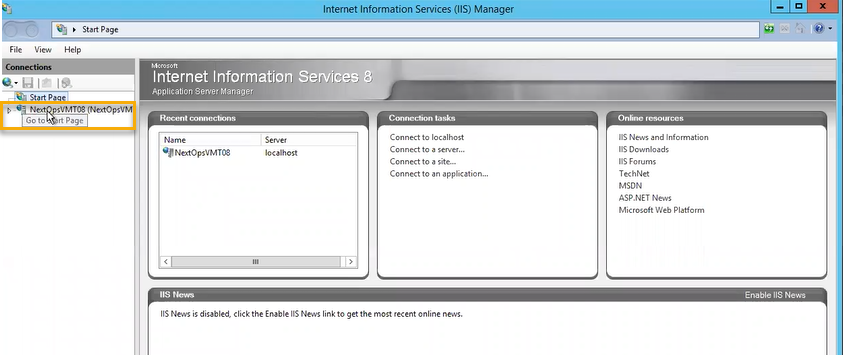 Internet Information Services (IIS) Manager
Start Page
File View Help
Connections
Start Page
NextOpsVMT08 (NextOpsVM
Go to Start Page
Microsoft
Internet Information Services 8
Application Server Manager
Recent connections
Name Server
NextOpsVMT08 localhost
Connection tasks
Connect to localhost
Connect to a server...
Connect to a site...
Connect to an application...
Online resources
IIS News and Information
IIS Downloads
IIS Forums
TechNet
MSDN
ASP.NET News
Microsoft Web Platform
IIS News Enable IIS News
IIS News is disabled, click the Enable IIS News link to get the most recent online news.